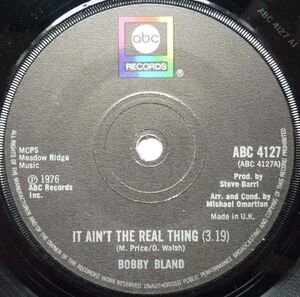 abc
RECORDS
®
MCPS
Meadow Ridge
Music
℗ 1976
ABC Records
Inc.
ABC 4127
(ABC 4127A)
Prod. by
Steve Barri
Arr. and Cond. by
Michael Omartian
Made in U.K.
IT AIN'T THE REAL THING (3.19)
(M. Price/D. Walsh)
BOBBY BLAND
ALL RIGHTS OF THE MANUFACTURER AND OF THE OWNER OF THE RECORDED WORK RESERVED. UNAUTHORISED PUBLIC PERFORMANCE BROADCASTING AND COPYING OF THIS RECORD PROHIBITED